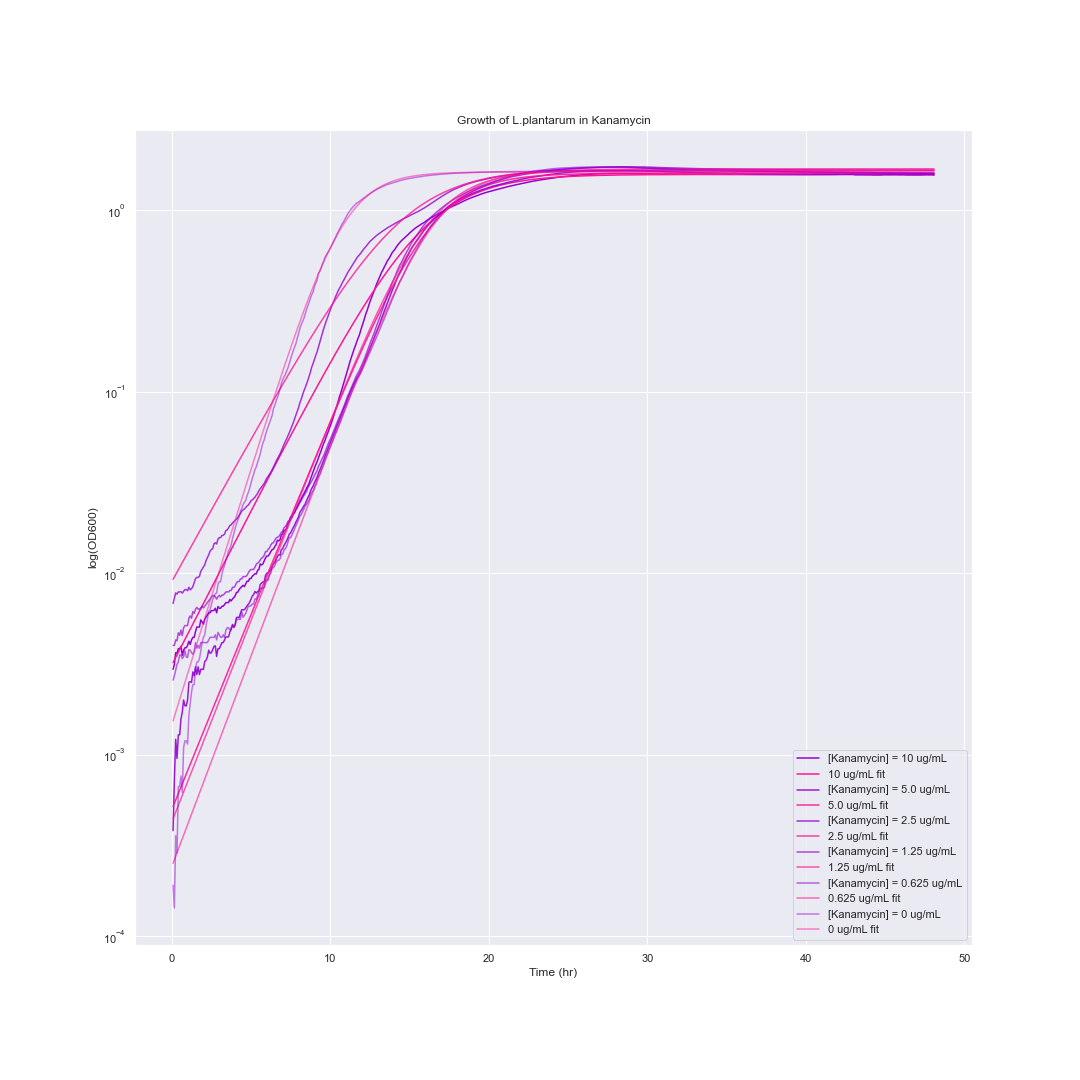 Growth of L.plantarum in Kanamycin
log(OD600)
10⁰
10⁻¹
10⁻²
10⁻³
10⁻⁴
[Kanamycin] = 10 ug/mL
10 ug/mL fit
[Kanamycin] = 5.0 ug/mL
5.0 ug/mL fit
[Kanamycin] = 2.5 ug/mL
2.5 ug/mL fit
[Kanamycin] = 1.25 ug/mL
1.25 ug/mL fit
[Kanamycin] = 0.625 ug/mL
0.625 ug/mL fit
[Kanamycin] = 0 ug/mL
0 ug/mL fit
0 10 20 30 40 50
Time (hr)